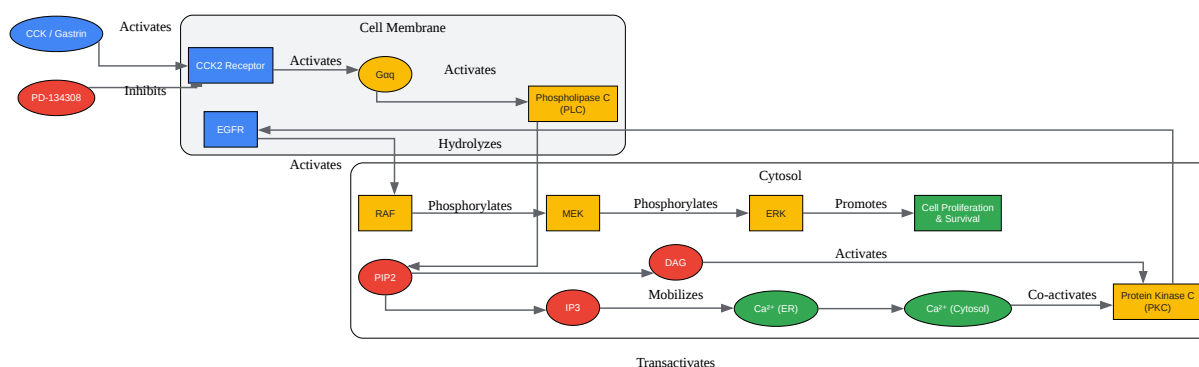 Activates
Cell Membrane
CCK / Gastrin
CCK2 Receptor
Activates
Gαq
Activates
PD-134308
Inhibits
Phospholipase C
(PLC)
EGFR
Hydrolyzes
Activates
Cytosol
RAF
Phosphorylates
MEK
Phosphorylates
ERK
Promotes
Cell Proliferation
& Survival
PIP2
DAG
Activates
IP3
Mobilizes
Ca²⁺ (ER)
Ca²⁺ (Cytosol)
Co-activates
Protein Kinase C
(PKC)
Transactivates